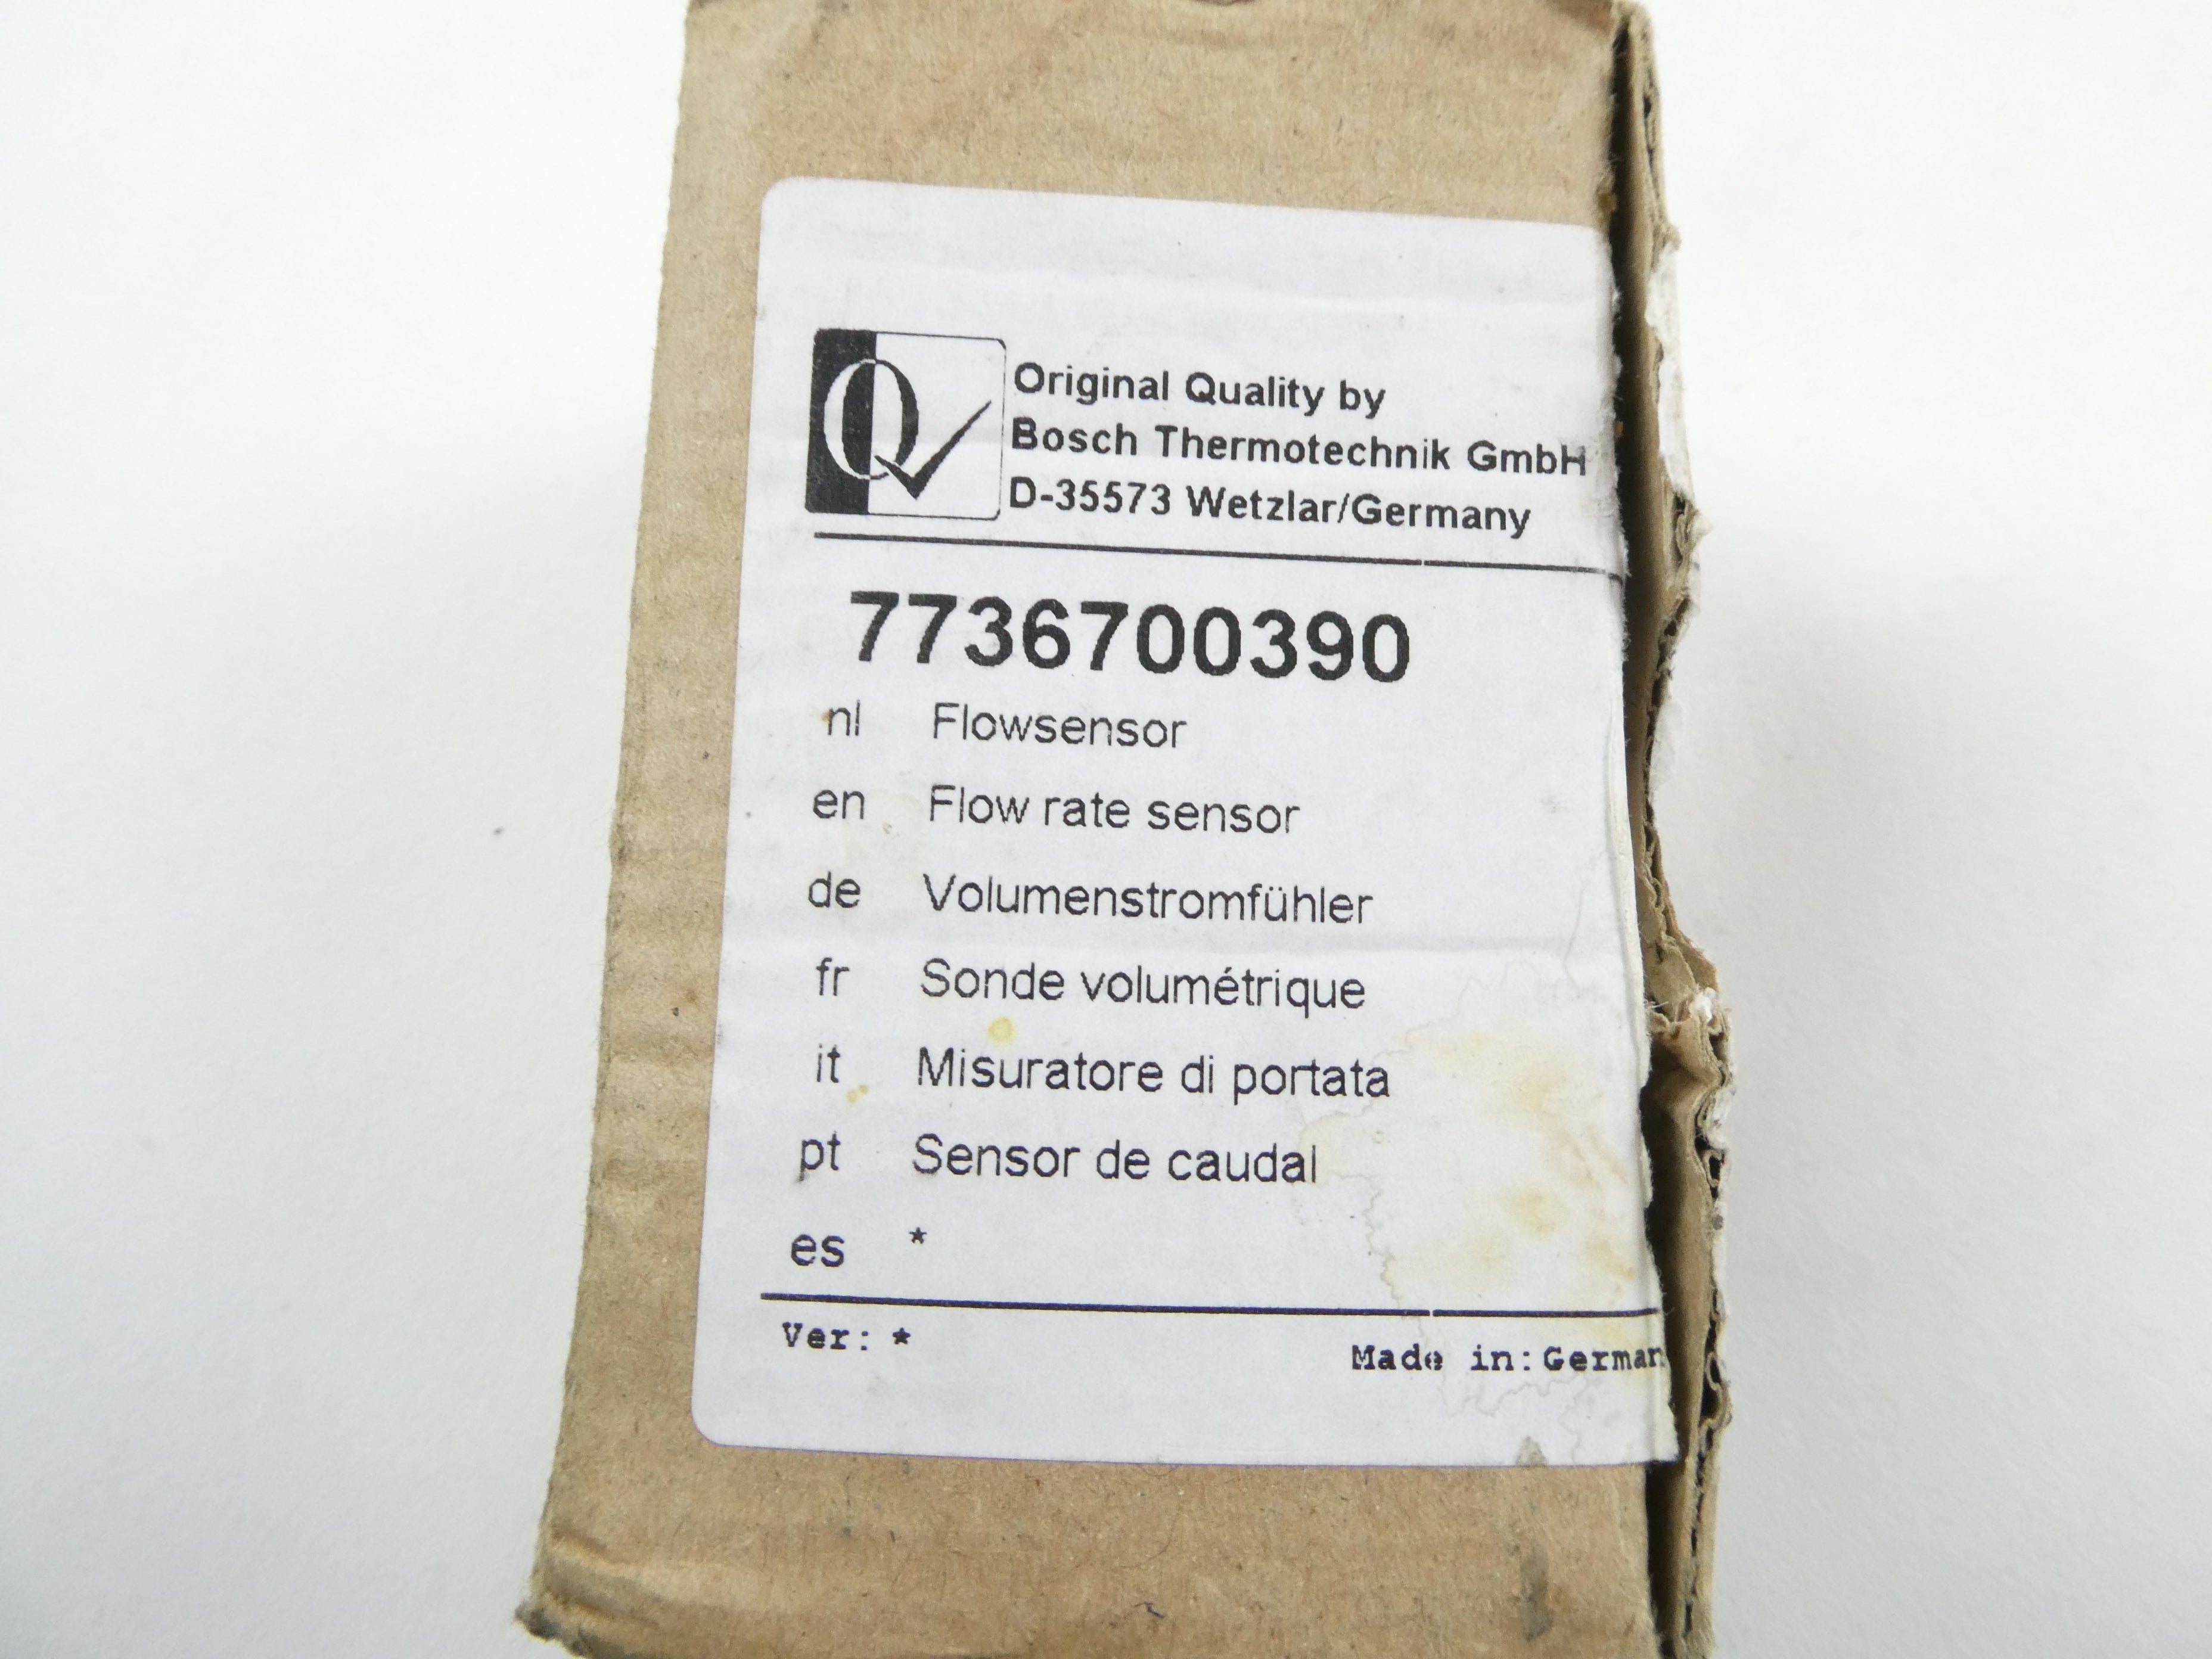 Q
Original Quality by
Bosch Thermotechnik GmbH
D-35573 Wetzlar/Germany
7736700390
nl Flowsensor
en Flow rate sensor
de Volumenstromfühler
fr Sonde volumétrique
it Misuratore di portata
pt Sensor de caudal
es *
Ver: * Made in:German